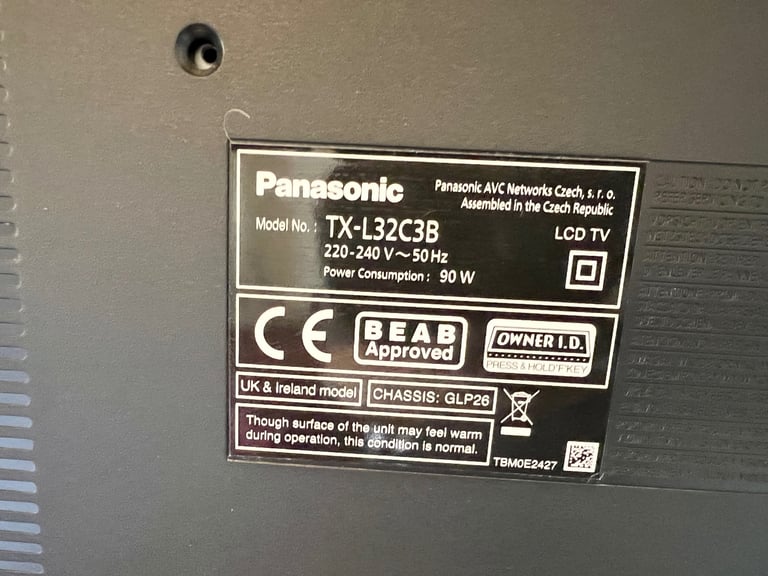 Panasonic
Panasonic AVC Networks Czech, s. r. o.
Assembled in the Czech Republic
Model No. : TX-L32C3B
LCD TV
220-240 V~50 Hz
Power Consumption : 90 W
CE
BEAB
Approved
OWNER I.D.
PRESS & HOLD'F'KEY
UK & Ireland model
CHASSIS: GLP26
Though surface of the unit may feel warm
during operation, this condition is normal.
TBM0E2427